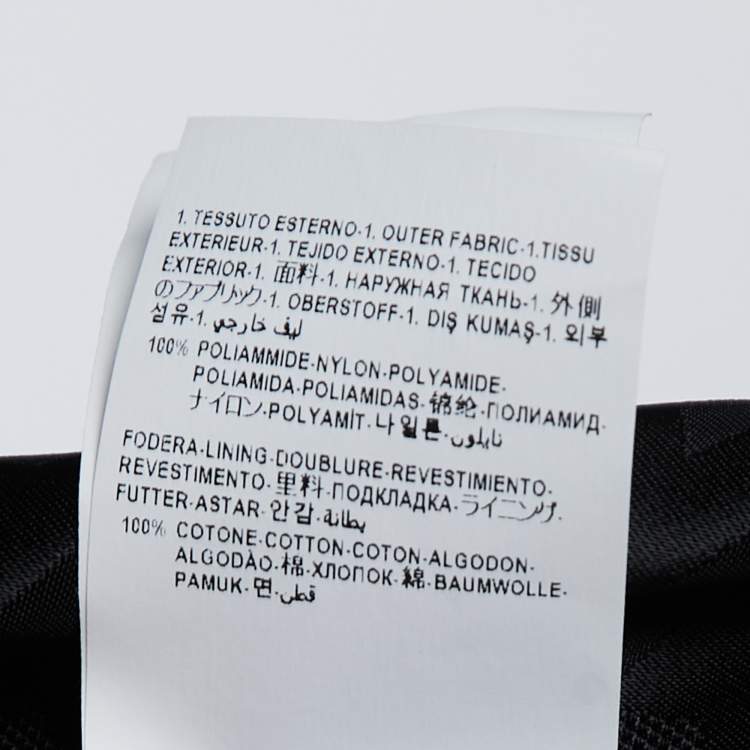 1. TESSUTO ESTERNO-1. OUTER FABRIC-1.TISSU
EXTERIEUR-1. TEJIDO EXTERNO-1. TECIDO
EXTERIOR-1. 面料-1. НАРУЖНАЯ ТКАНЬ-1. 外側
のファブリック-1. OBERSTOFF-1. DIŞ KUMAŞ-1. 외부
섬유-1. ليف خارجي
100% POLIAMMIDE-NYLON-POLYAMIDE-
POLIAMIDA-POLIAMIDAS-锦纶-ПОЛИАМИД-
ナイロン-POLYAMİT-나일론-نايلون
FODERA-LINING-DOUBLURE-REVESTIMIENTO-
REVESTIMENTO-里料-ПОДКЛАДКА-ライニング-
FUTTER-ASTAR-안감-بطانة
100% COTONE-COTTON-COTON-ALGODON-
ALGODÃO-棉-ХЛОПОК-綿-BAUMWOLLE-
PAMUK-면-قطن